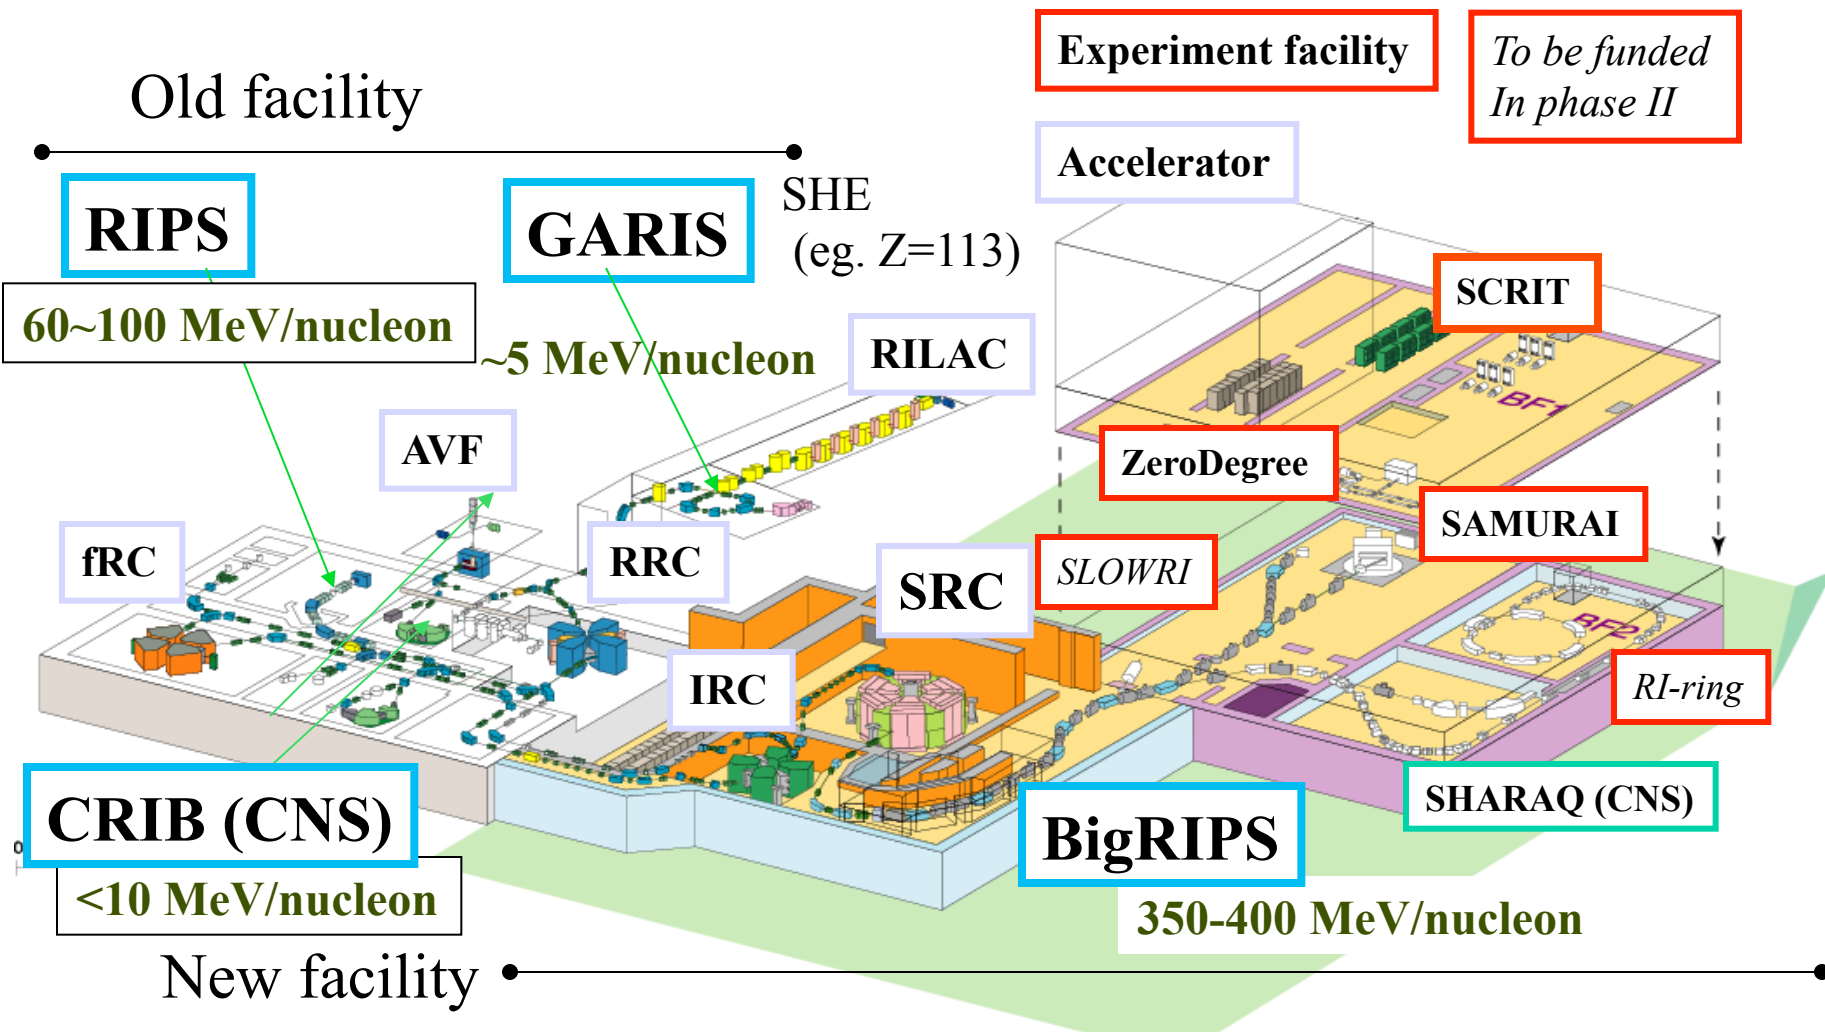 Experiment facility
To be funded
In phase II
Old facility
Accelerator
RIPS
GARIS
SHE
(eg. Z=113)
SCRIT
60~100 MeV/nucleon
~5 MeV/nucleon
RILAC
BF1
AVF
ZeroDegree
SAMURAI
fRC
RRC
SRC
SLOWRI
BF2
IRC
RI-ring
CRIB (CNS)
SHARAQ (CNS)
BigRIPS
0
<10 MeV/nucleon
350-400 MeV/nucleon
New facility